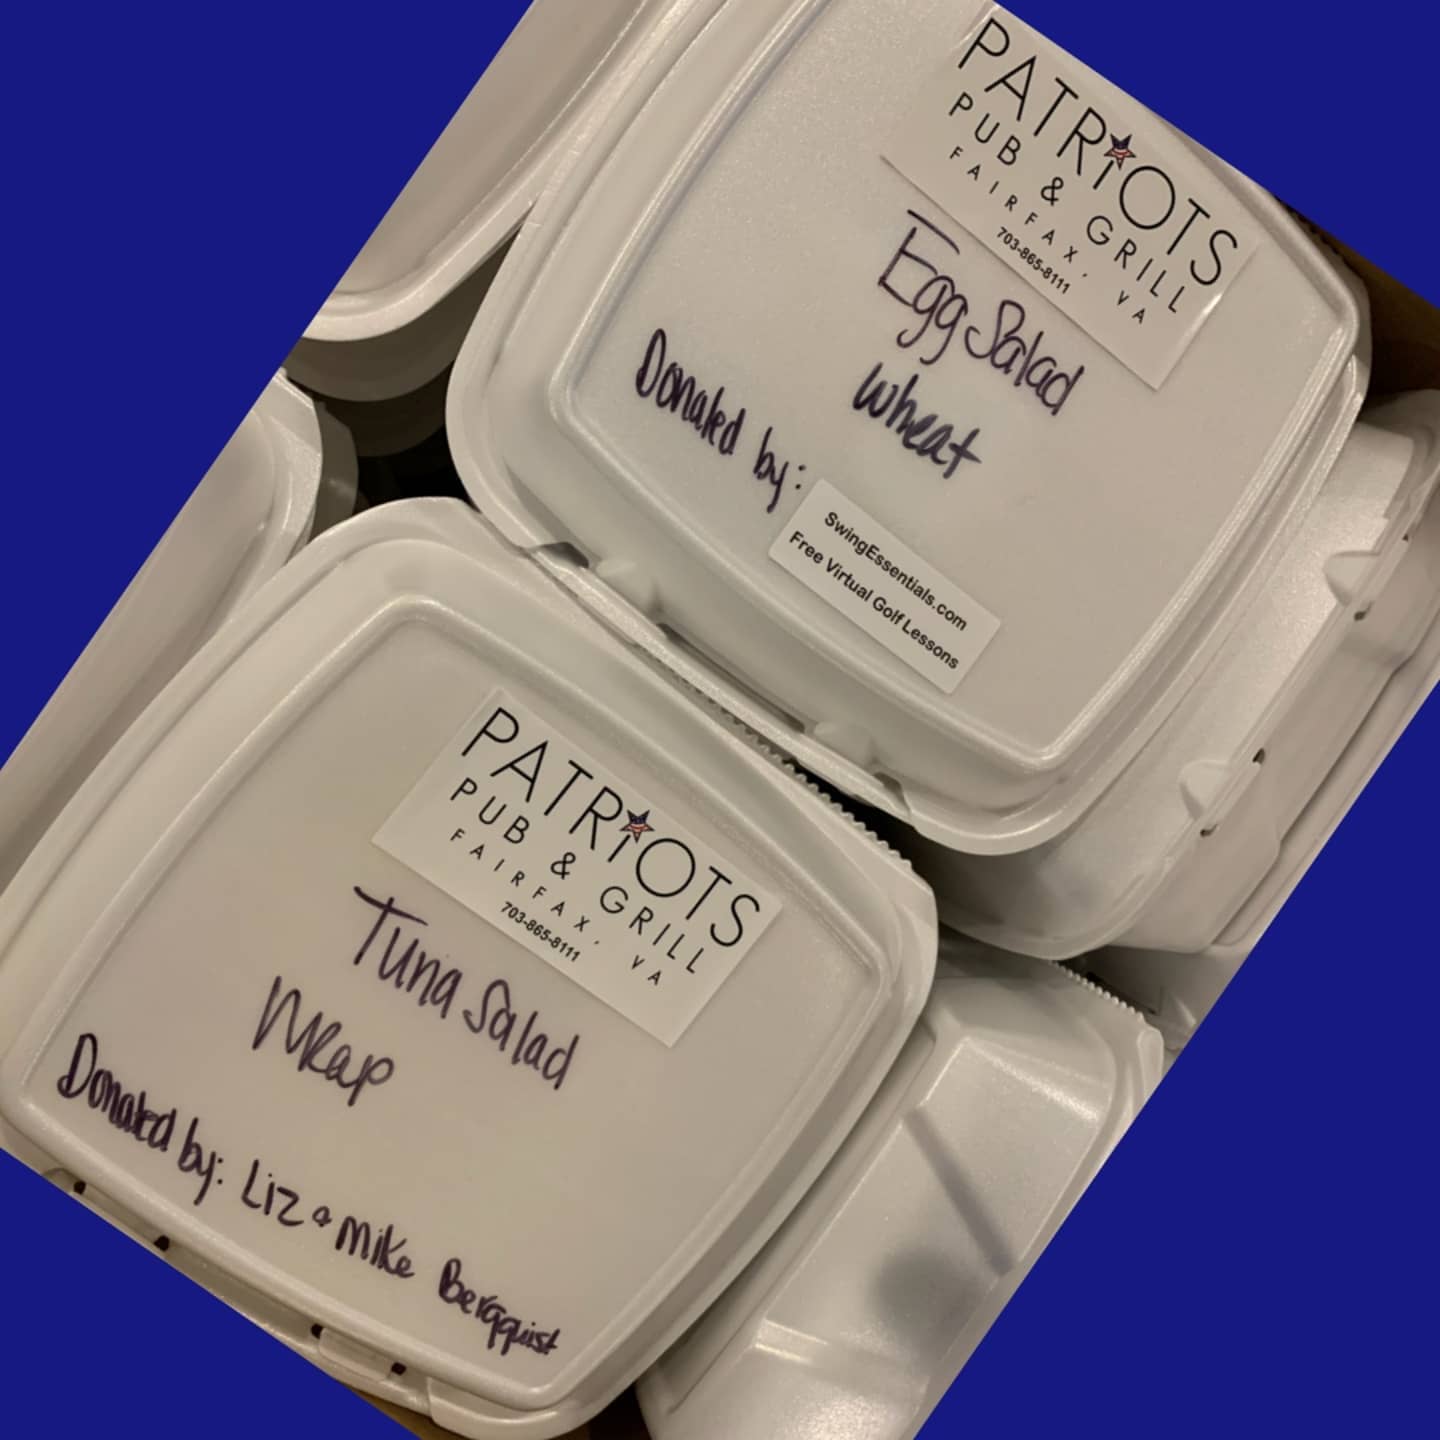 PATRIOTS
PUB & GRILL
FAIRFAX, VA
703-865-8111
Egg Salad
Wheat
Donated by:
SwingEssentials.com
Free Virtual Golf Lessons
PATRIOTS
PUB & GRILL
FAIRFAX, VA
703-865-8111
Tuna Salad
Wrap
Donated by: Liz & Mike Bergquist